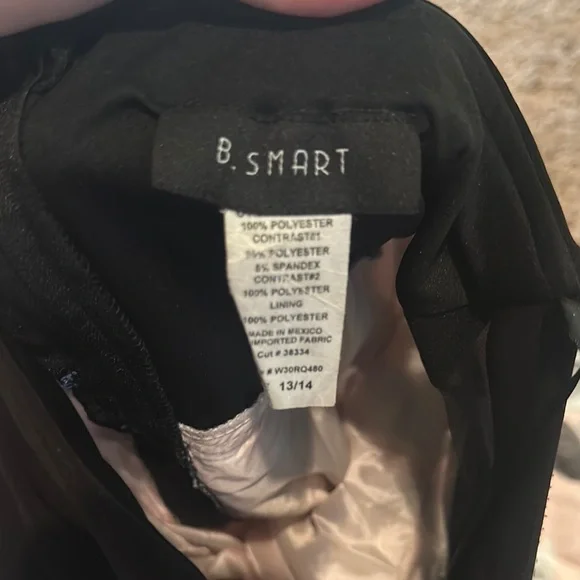 B. SMART
100% POLYESTER
CONTRAST#1
POLYESTER
5% SPANDEX
CONTRAST#2
100% POLYESTER
LINING
100% POLYESTER
MADE IN MEXICO
IMPORTED FABRIC
Cut # 38334
# W30RQ480
13/14